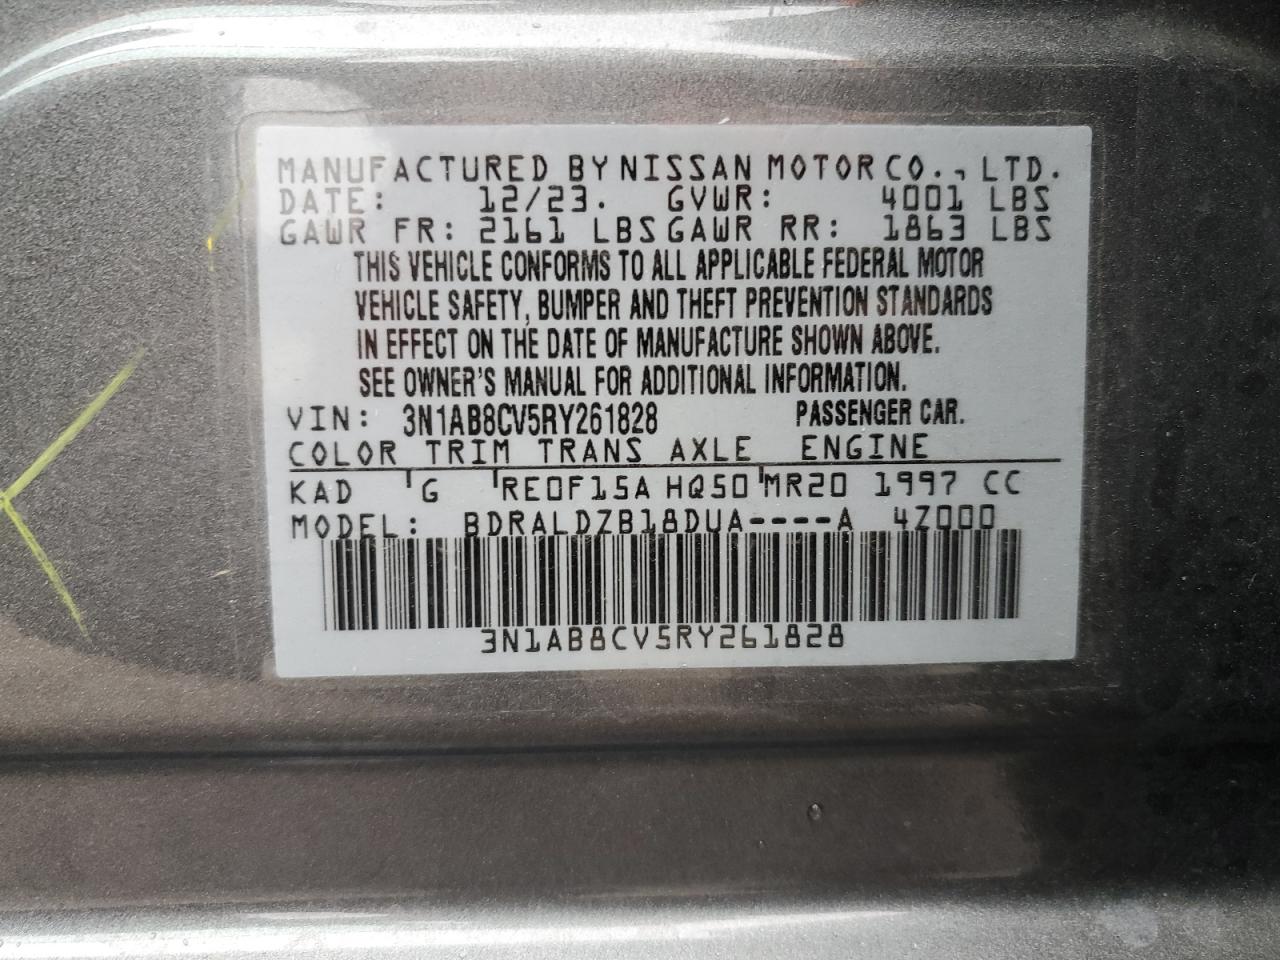 MANUFACTURED BY NISSAN MOTOR CO., LTD.
DATE: 12/23. GVWR: 4001 LBS
GAWR FR: 2161 LBS GAWR RR: 1863 LBS
THIS VEHICLE CONFORMS TO ALL APPLICABLE FEDERAL MOTOR
VEHICLE SAFETY, BUMPER AND THEFT PREVENTION STANDARDS
IN EFFECT ON THE DATE OF MANUFACTURE SHOWN ABOVE.
SEE OWNER'S MANUAL FOR ADDITIONAL INFORMATION.
VIN: 3N1AB8CV5RY261828 PASSENGER CAR.
COLOR TRIM TRANS AXLE ENGINE
KAD G RE0F15A HQ50 MR20 1997 CC
MODEL: BDRALDZB18DUA----A 4Z000
3N1AB8CV5RY261828